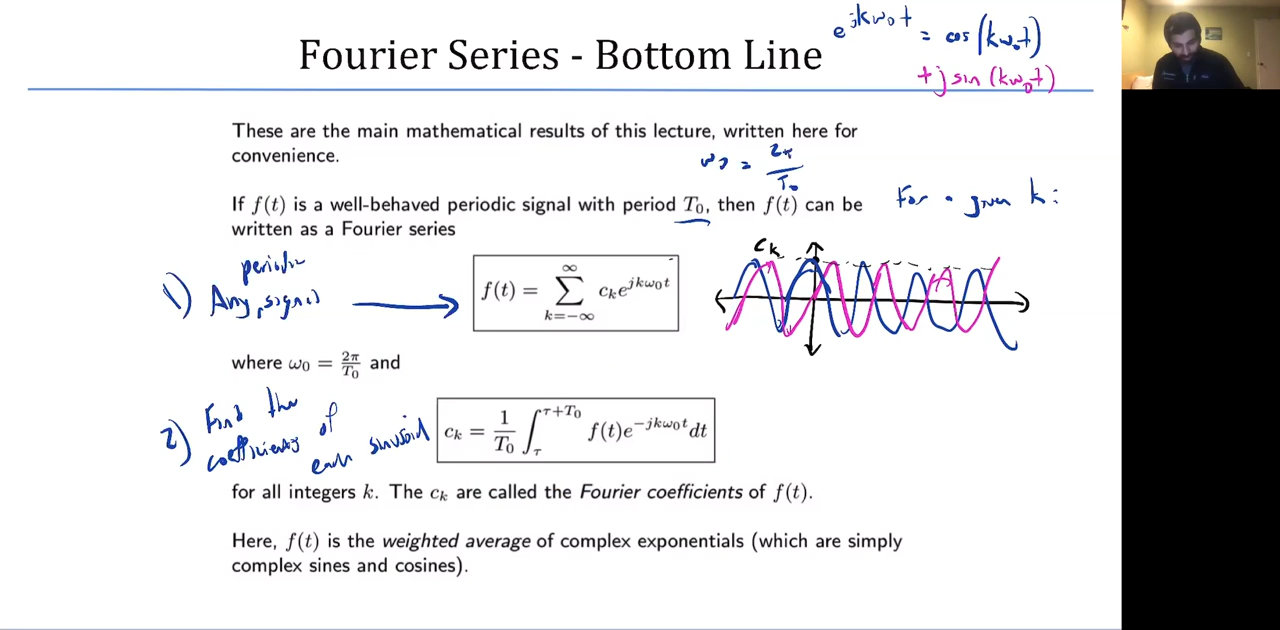 Fourier Series - Bottom Line
e^{jkω₀t} = cos(kω₀t)
+ j sin(kω₀t)
These are the main mathematical results of this lecture, written here for
convenience.
ω₀ = 2π/T₀
If f(t) is a well-behaved periodic signal with period T₀, then f(t) can be
written as a Fourier series
For a given k:
1) Any periodic signal
f(t) = ∑_{k=−∞}^{∞} c_k e^{jkω₀t}
c_k
where ω₀ = 2π/T₀ and
2) Find the
coefficients of
each sinusoid
c_k = 1/T₀ ∫_τ^{τ+T₀} f(t)e^{−jkω₀t}dt
for all integers k. The c_k are called the Fourier coefficients of f(t).
Here, f(t) is the weighted average of complex exponentials (which are simply
complex sines and cosines).